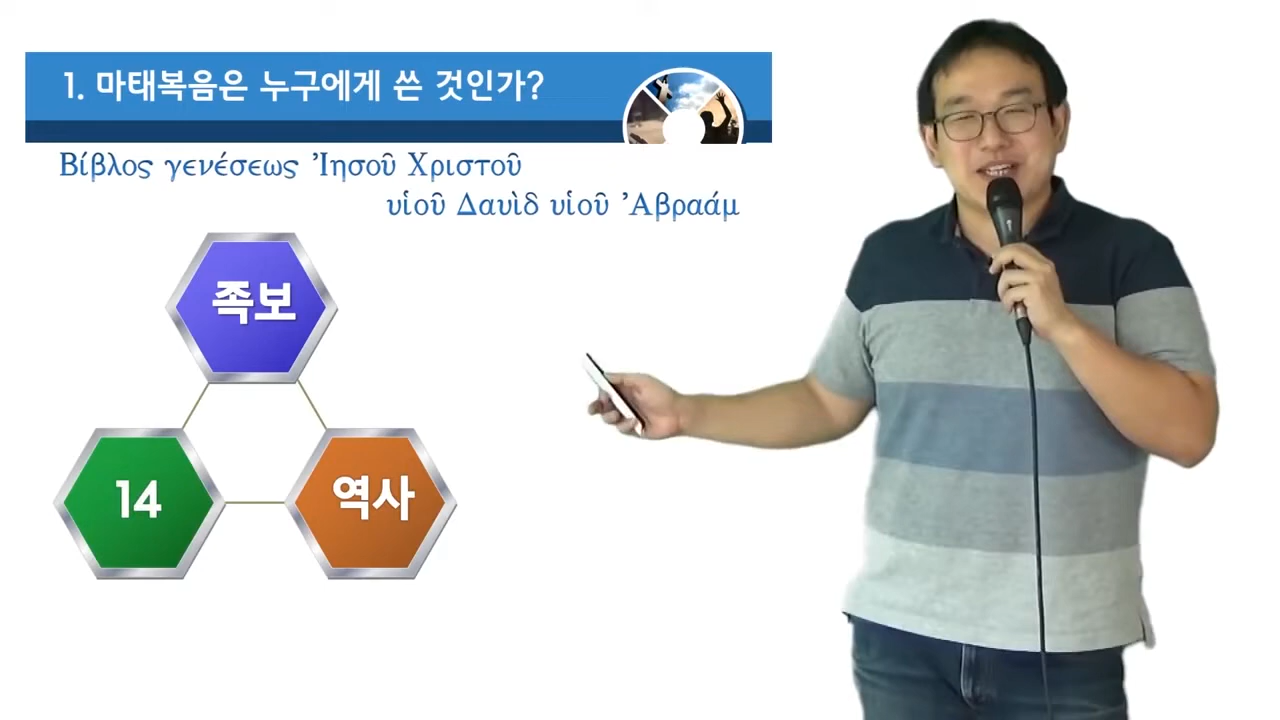 1. 마태복음은 누구에게 쓴 것인가?
Βίβλος γενέσεως Ἰησοῦ Χριστοῦ
υἱοῦ Δαυὶδ υἱοῦ Ἀβραάμ
족보
14
역사